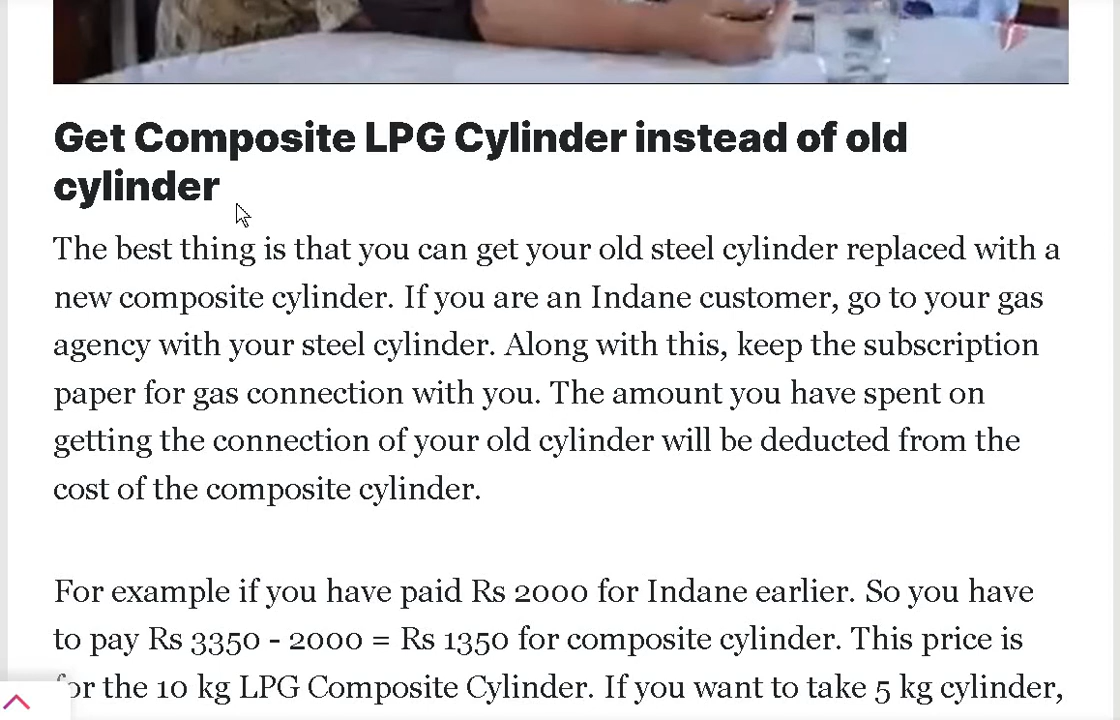 Get Composite LPG Cylinder instead of old
cylinder
The best thing is that you can get your old steel cylinder replaced with a
new composite cylinder. If you are an Indane customer, go to your gas
agency with your steel cylinder. Along with this, keep the subscription
paper for gas connection with you. The amount you have spent on
getting the connection of your old cylinder will be deducted from the
cost of the composite cylinder.
For example if you have paid Rs 2000 for Indane earlier. So you have
to pay Rs 3350 - 2000 = Rs 1350 for composite cylinder. This price is
for the 10 kg LPG Composite Cylinder. If you want to take 5 kg cylinder,